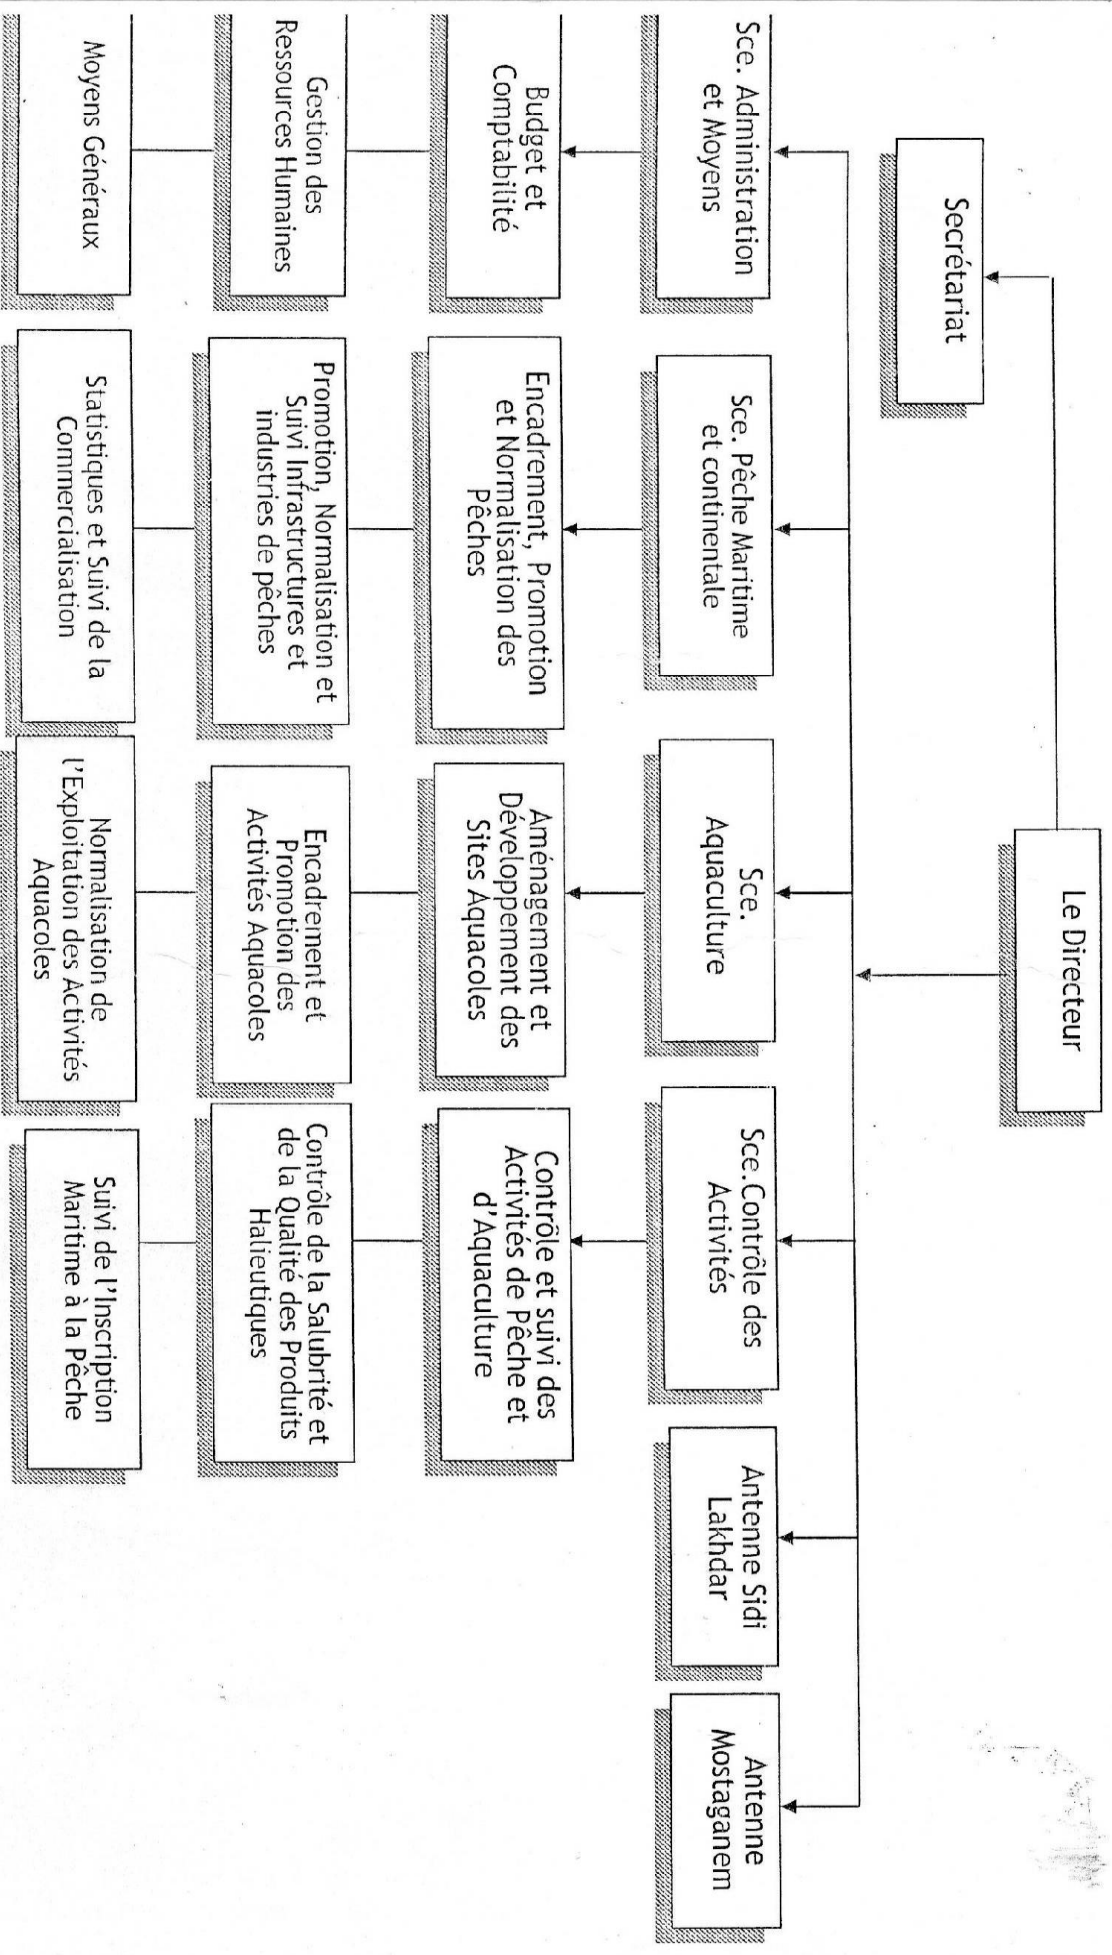 Le Directeur
Secrétariat
Sce. Administration
et Moyens
Sce. Pêche Maritime
et continentale
Sce.
Aquaculture
Sce.Contrôle des
Activités
Antenne Sidi
Lakhdar
Antenne
Mostaganem
Budget et
Comptabilité
Encadrement, Promotion
et Normalisation des
Pêches
Aménagement et
Développement des
Sites Aquacoles
Contrôle et suivi des
Activités de Pêche et
d'Aquaculture
Gestion des
Ressources Humaines
Promotion, Normalisation et
Suivi Infrastructures et
industries de pêches
Encadrement et
Promotion des
Activités Aquacoles
Contrôle de la Salubrité et
de la Qualité des Produits
Halieutiques
Moyens Généraux
Statistiques et Suivi de la
Commercialisation
Normalisation de
l'Exploitation des Activités
Aquacoles
Suivi de l'Inscription
Maritime à la Pêche